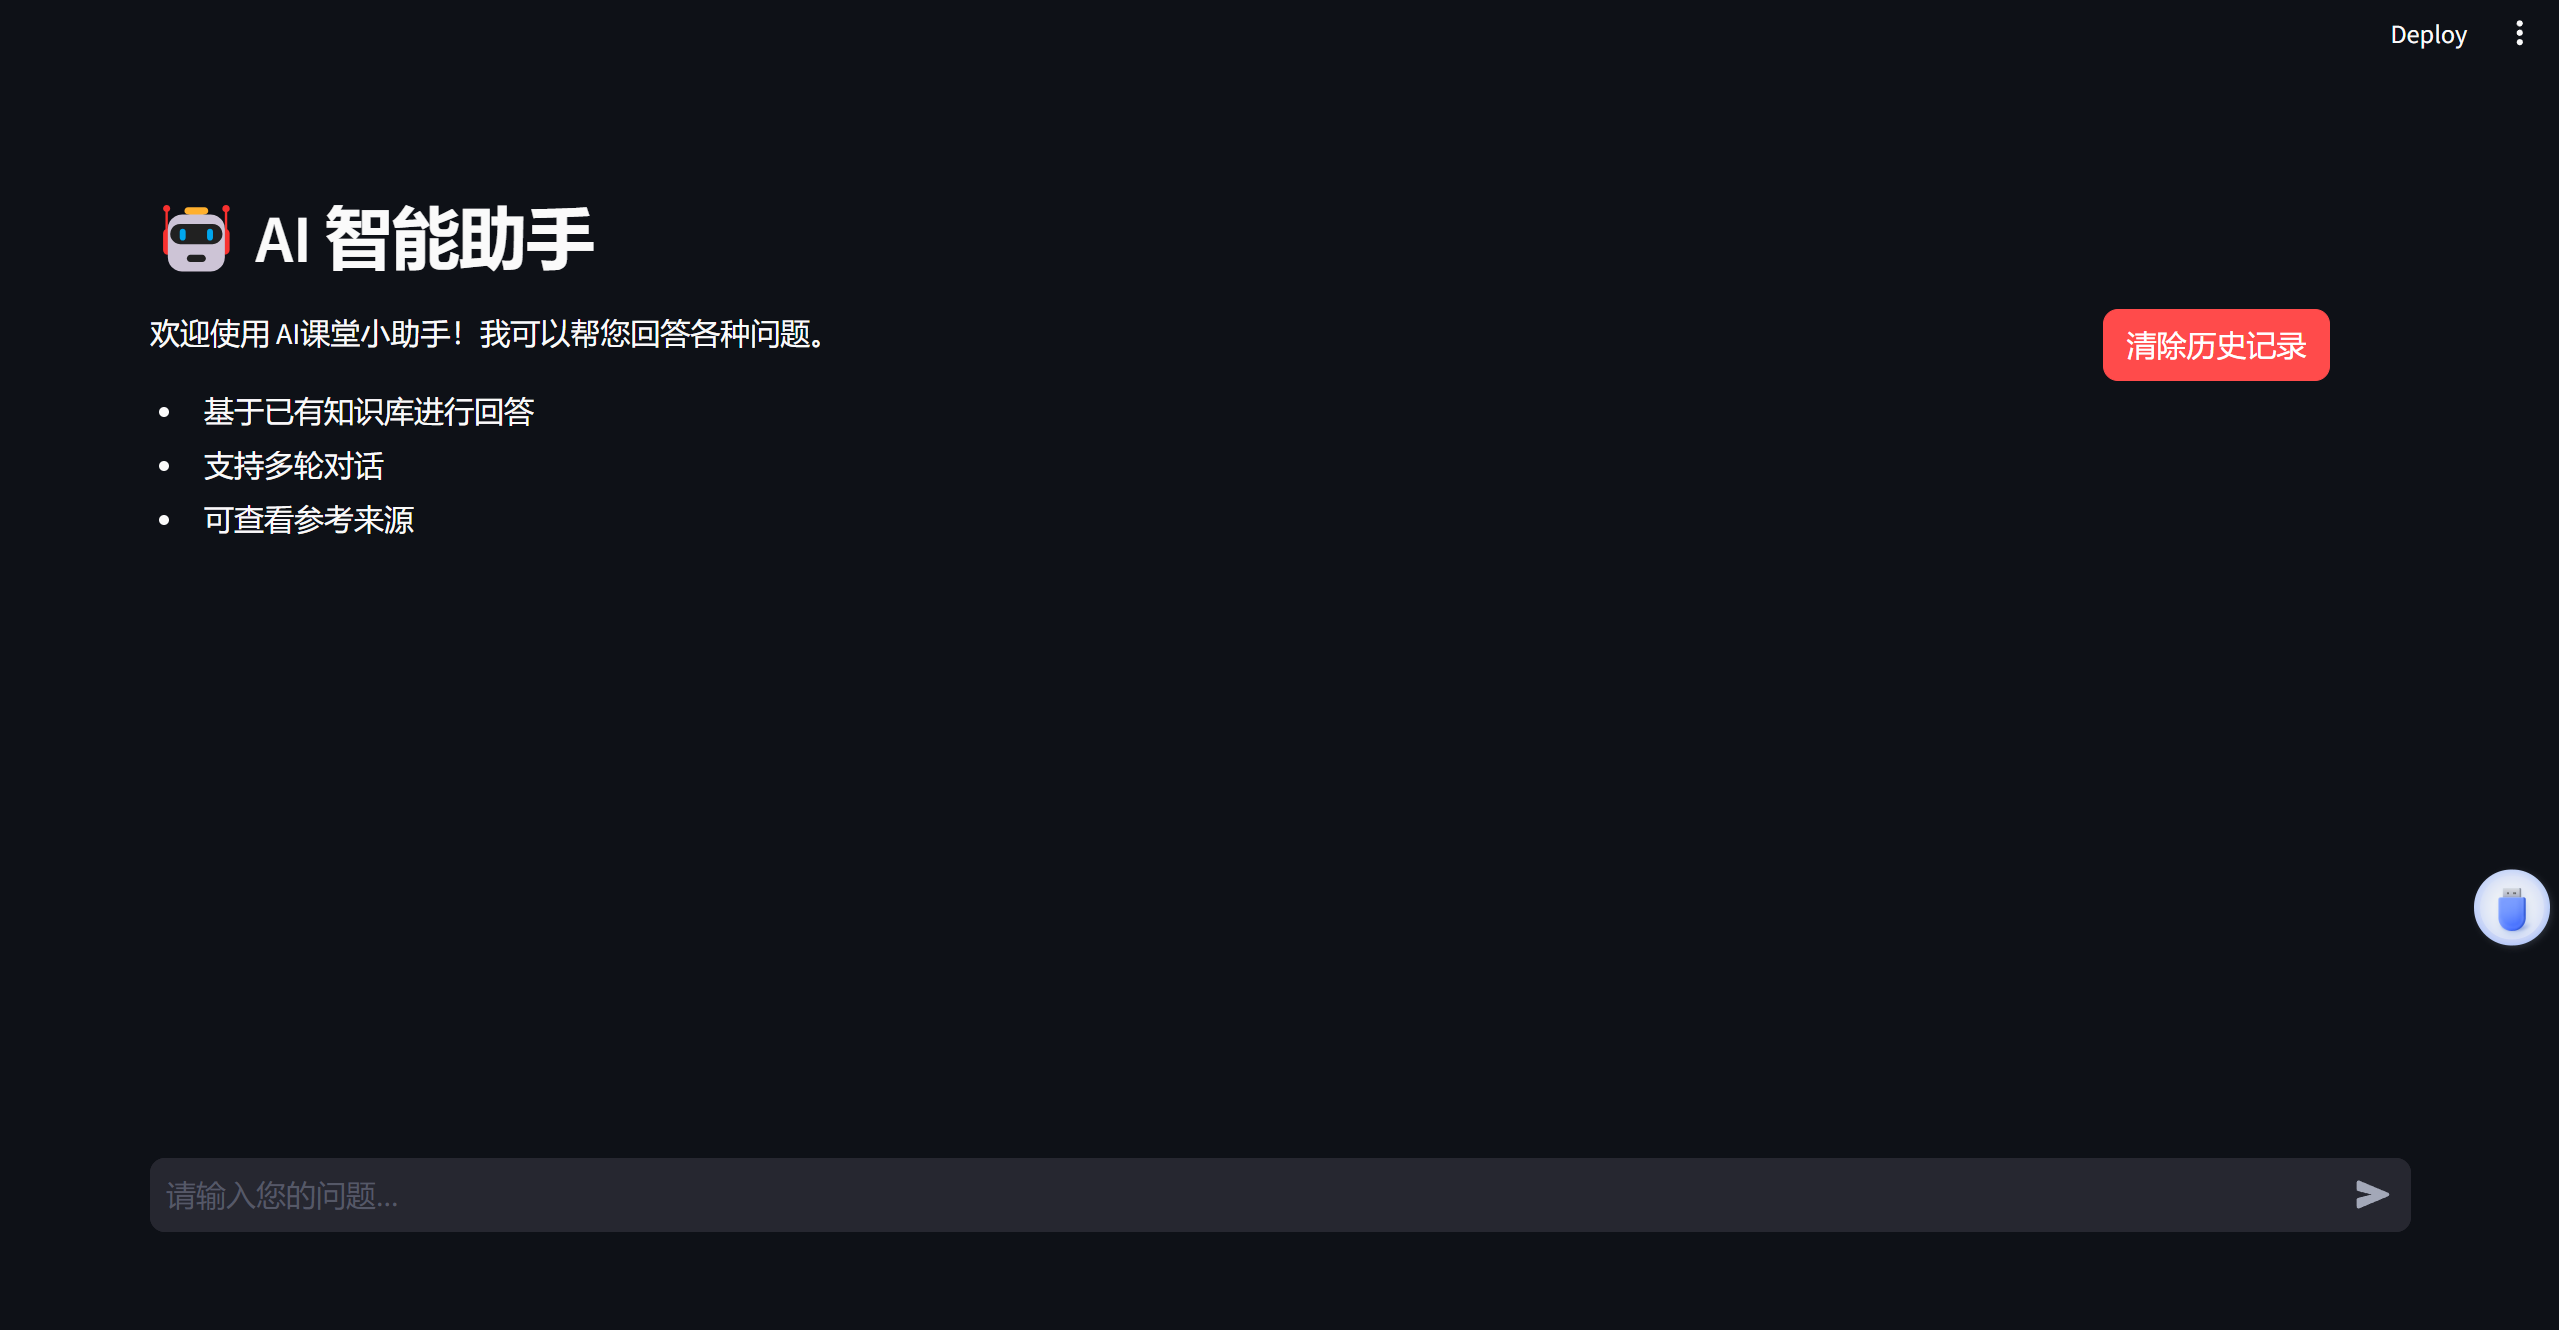 Deploy
AI 智能助手
欢迎使用 AI课堂小助手！我可以帮您回答各种问题。
清除历史记录
基于已有知识库进行回答
支持多轮对话
可查看参考来源
请输入您的问题...